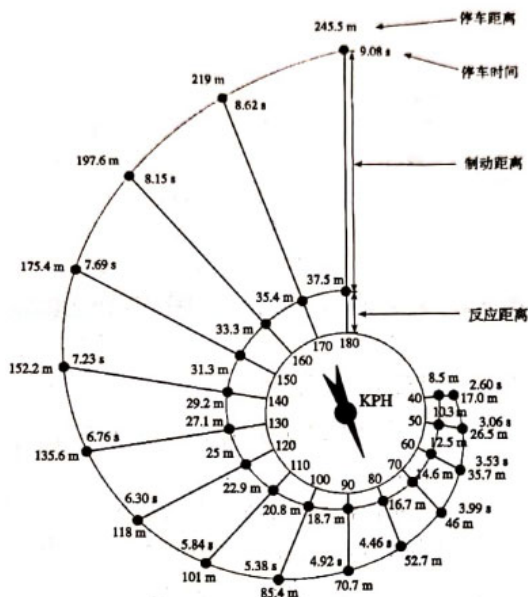 245.5 m
停车距离
9.08 s
停车时间
219 m
8.62 s
197.6 m
8.15 s
制动距离
175.4 m
7.69 s
37.5 m
35.4 m
反应距离
33.3 m
170
180
160
31.3 m
150
152.2 m
7.23 s
8.5 m
2.60 s
29.2 m
140
KPH
40
17.0 m
10.3 m
3.06 s
27.1 m
130
50
26.5 m
12.5 m
135.6 m
6.76 s
120
60
3.53 s
25 m
110
70
14.6 m
35.7 m
100
90
80
22.9 m
3.99 s
6.30 s
20.8 m
18.7 m
16.7 m
46 m
118 m
5.84 s
4.92 s
4.46 s
101 m
5.38 s
52.7 m
85.4 m
70.7 m